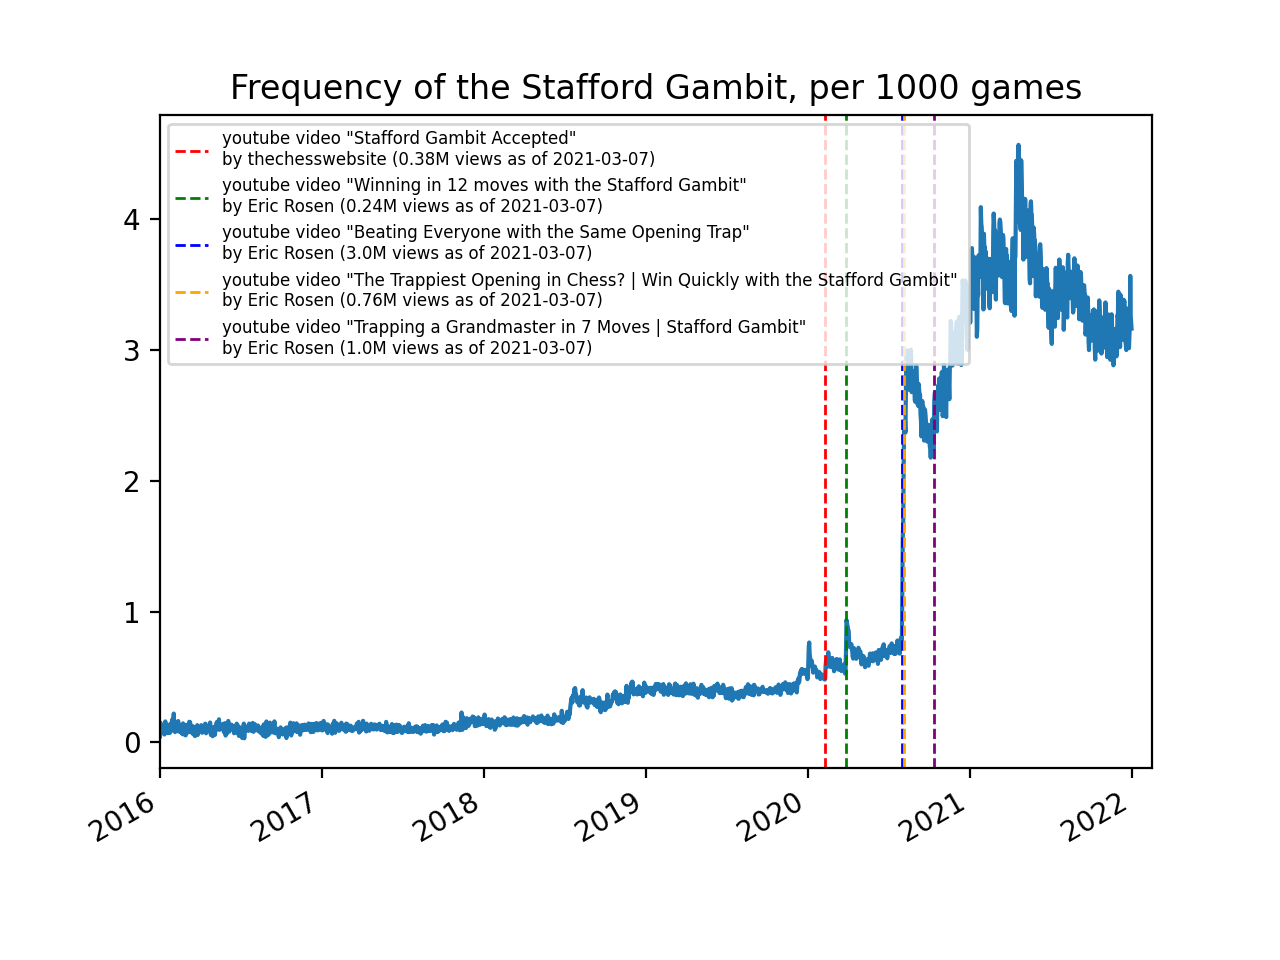 Frequency of the Stafford Gambit, per 1000 games
youtube video "Stafford Gambit Accepted"
by thechesswebsite (0.38M views as of 2021-03-07)
youtube video "Winning in 12 moves with the Stafford Gambit"
by Eric Rosen (0.24M views as of 2021-03-07)
youtube video "Beating Everyone with the Same Opening Trap"
by Eric Rosen (3.0M views as of 2021-03-07)
youtube video "The Trappiest Opening in Chess? | Win Quickly with the Stafford Gambit"
by Eric Rosen (0.76M views as of 2021-03-07)
youtube video "Trapping a Grandmaster in 7 Moves | Stafford Gambit"
by Eric Rosen (1.0M views as of 2021-03-07)
4
3
2
1
0
2016 2017 2018 2019 2020 2021 2022